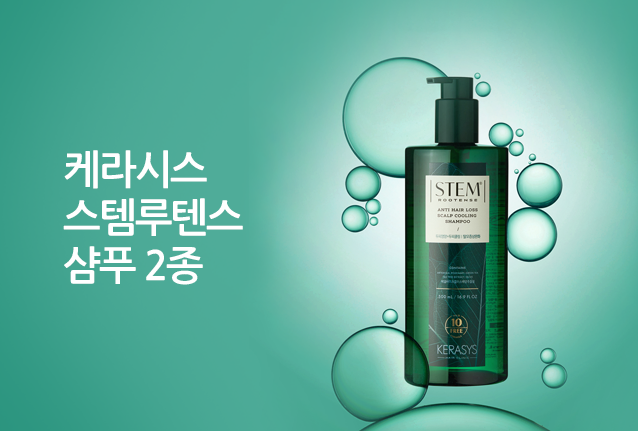 케라시스
스템루텐스
샴푸 2종
STEM
ROOTENSE
ANTI HAIR LOSS
SCALP COOLING
SHAMPOO
10
FREE
KERASYS